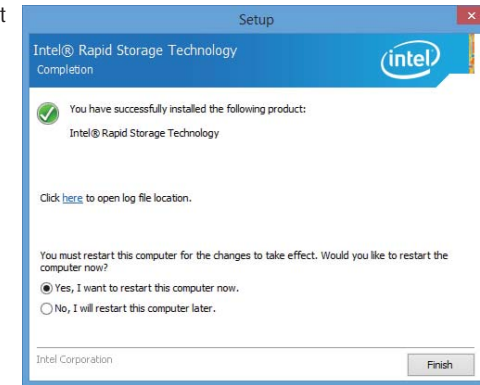 t
Setup
Intel® Rapid Storage Technology
Completion
intel
You have successfully installed the following product:
Intel® Rapid Storage Technology
Click here to open log file location.
You must restart this computer for the changes to take effect. Would you like to restart the
computer now?
Yes, I want to restart this computer now.
No, I will restart this computer later.
Intel Corporation
Finish